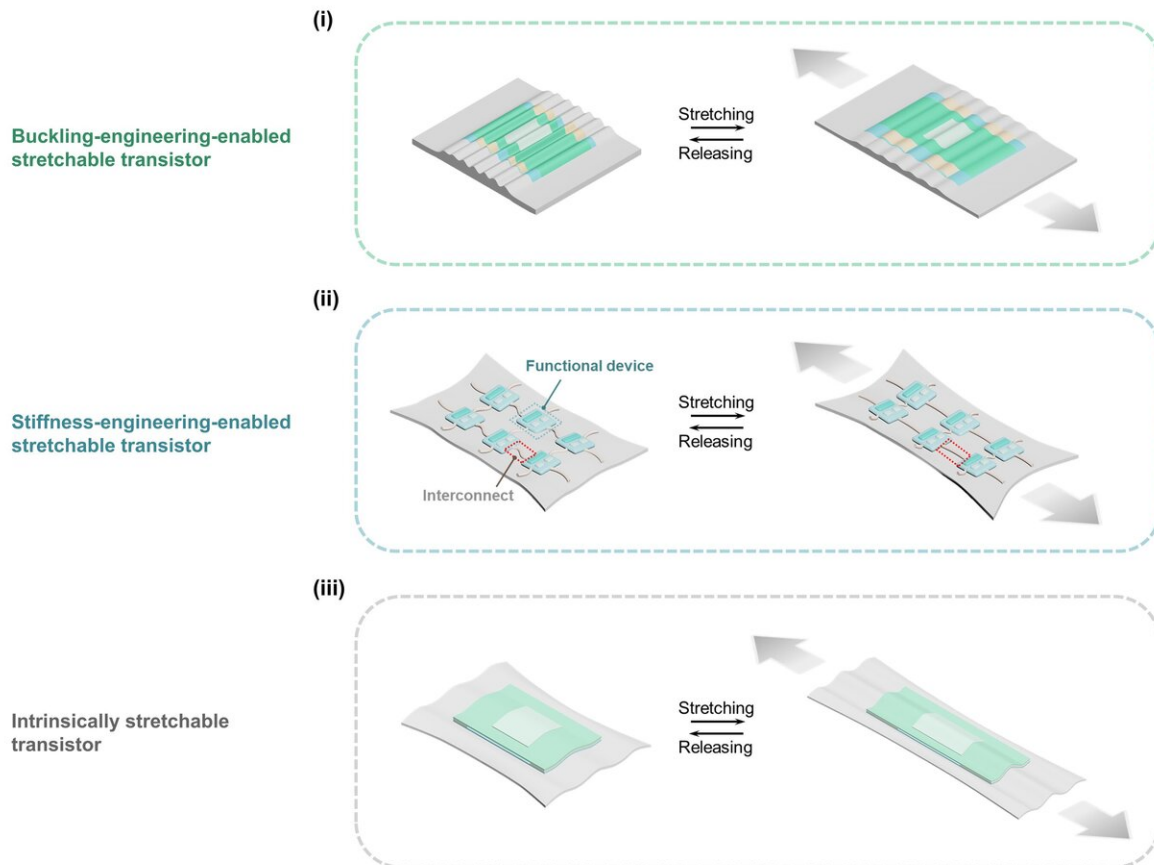 (i)
Buckling-engineering-enabled
stretchable transistor
Stretching
Releasing
(ii)
Stiffness-engineering-enabled
stretchable transistor
Functional device
Interconnect
Stretching
Releasing
(iii)
Intrinsically stretchable
transistor
Stretching
Releasing